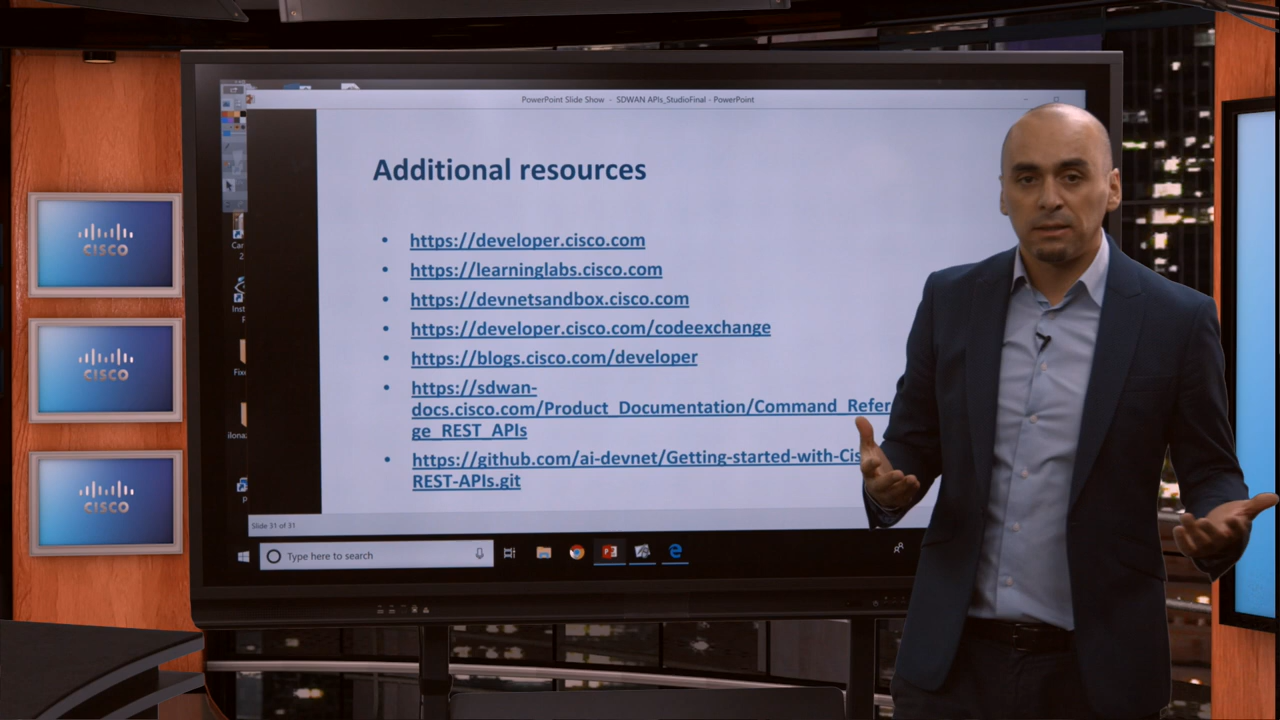 PowerPoint Slide Show - SDWAN APIs_StudioFinal - PowerPoint
Additional resources
• https://developer.cisco.com
• https://learninglabs.cisco.com
• https://devnetsandbox.cisco.com
• https://developer.cisco.com/codeexchange
• https://blogs.cisco.com/developer
• https://sdwan-
docs.cisco.com/Product_Documentation/Command_Refer
ge_REST_APIs
• https://github.com/ai-devnet/Getting-started-with-Cis
REST-APIs.git
Slide 31 of 31
Type here to search
CISCO
CISCO
CISCO